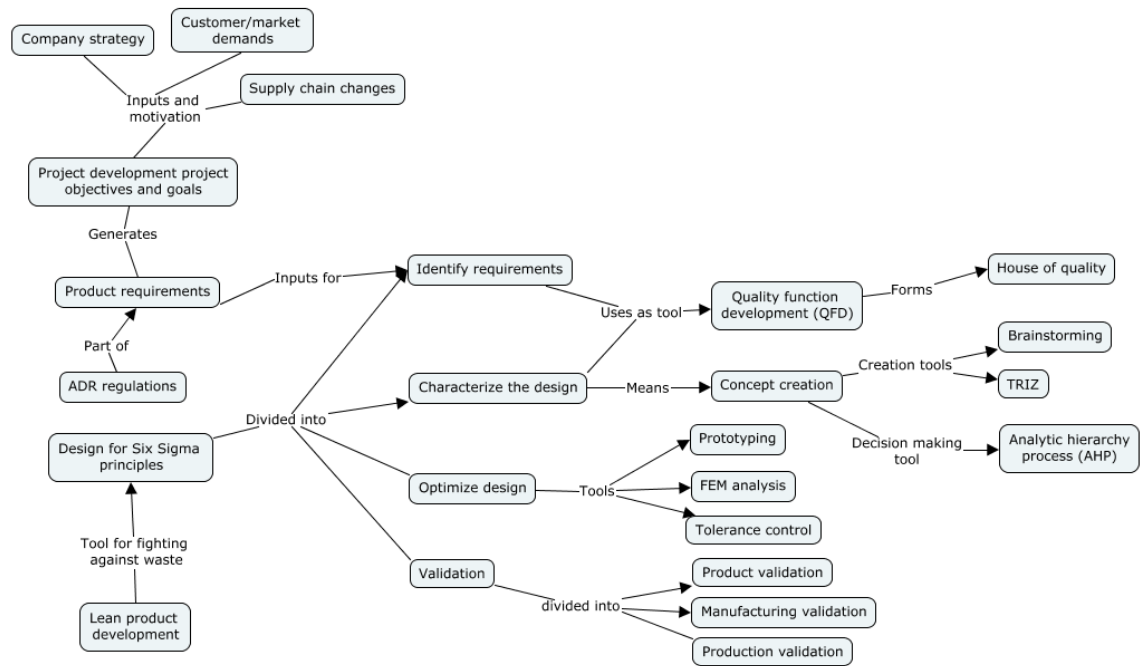 Company strategy
Customer/market
demands
Supply chain changes
Inputs and
motivation
Project development project
objectives and goals
Generates
Product requirements
Inputs for
Identify requirements
Part of
ADR regulations
Uses as tool
Quality function
development (QFD)
Forms
House of quality
Characterize the design
Means
Concept creation
Creation tools
Brainstorming
TRIZ
Decision making
tool
Analytic hierarchy
process (AHP)
Divided into
Design for Six Sigma
principles
Optimize design
Tools
Prototyping
FEM analysis
Tolerance control
Tool for fighting
against waste
Lean product
development
Validation
divided into
Product validation
Manufacturing validation
Production validation